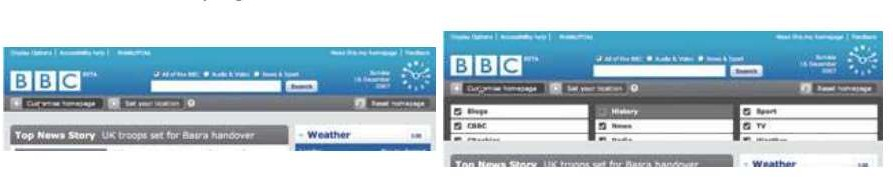 Display Options | Accessibility help | Mobile/PDAs
Make this my homepage | Feedback
BBC BETA
All of the BBC Audio & Video News & Sport
Search
Sunday
16 December
2007
Customise homepage Set your location Reset homepage
Top News Story UK troops set for Basra handover
Weather Edit
Display Options | Accessibility help | Mobile/PDAs
Make this my homepage | Feedback
BBC BETA
All of the BBC Audio & Video News & Sport
Search
Sunday
16 December
2007
Customise homepage Set your location Reset homepage
Blogs History Sport
CBBC News TV
CBeebies Radio Weather
Top News Story UK troops set for Basra handover
Weather Edit